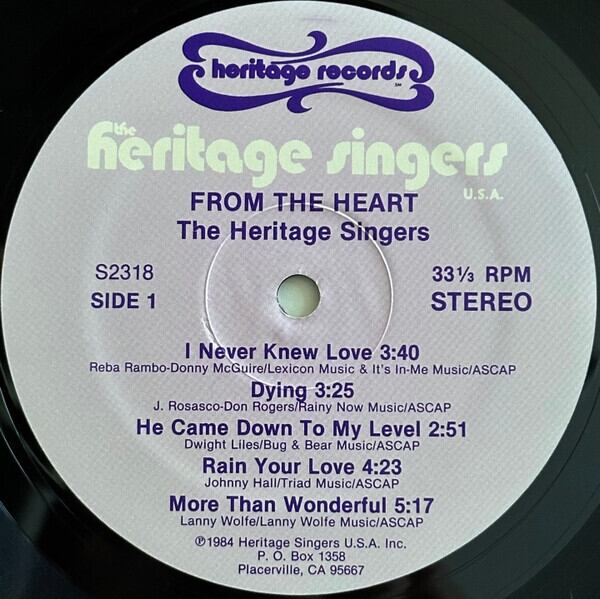 heritage records SM
the
heritage singers
U.S.A.
FROM THE HEART
The Heritage Singers
S2318
33⅓ RPM
SIDE 1
STEREO
I Never Knew Love 3:40
Reba Rambo-Donny McGuire/Lexicon Music & It's In-Me Music/ASCAP
Dying 3:25
J. Rosasco-Don Rogers/Rainy Now Music/ASCAP
He Came Down To My Level 2:51
Dwight Liles/Bug & Bear Music/ASCAP
Rain Your Love 4:23
Johnny Hall/Triad Music/ASCAP
More Than Wonderful 5:17
Lanny Wolfe/Lanny Wolfe Music/ASCAP
℗1984 Heritage Singers U.S.A. Inc.
P. O. Box 1358
Placerville, CA 95667